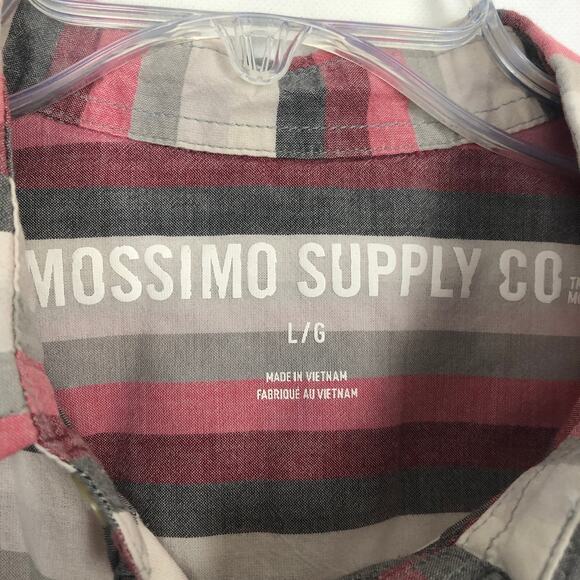 MOSSIMO SUPPLY CO
L/G
MADE IN VIETNAM
FABRIQUÉ AU VIETNAM